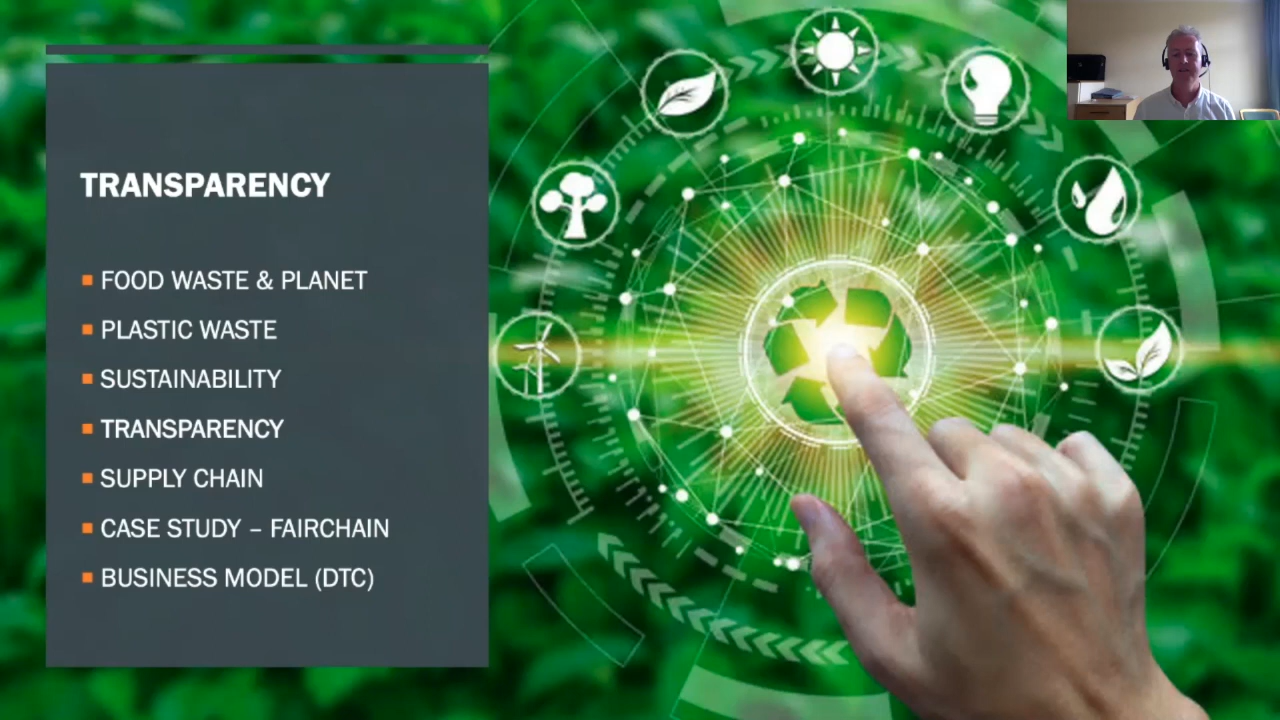 TRANSPARENCY
FOOD WASTE & PLANET
PLASTIC WASTE
SUSTAINABILITY
TRANSPARENCY
SUPPLY CHAIN
CASE STUDY – FAIRCHAIN
BUSINESS MODEL (DTC)